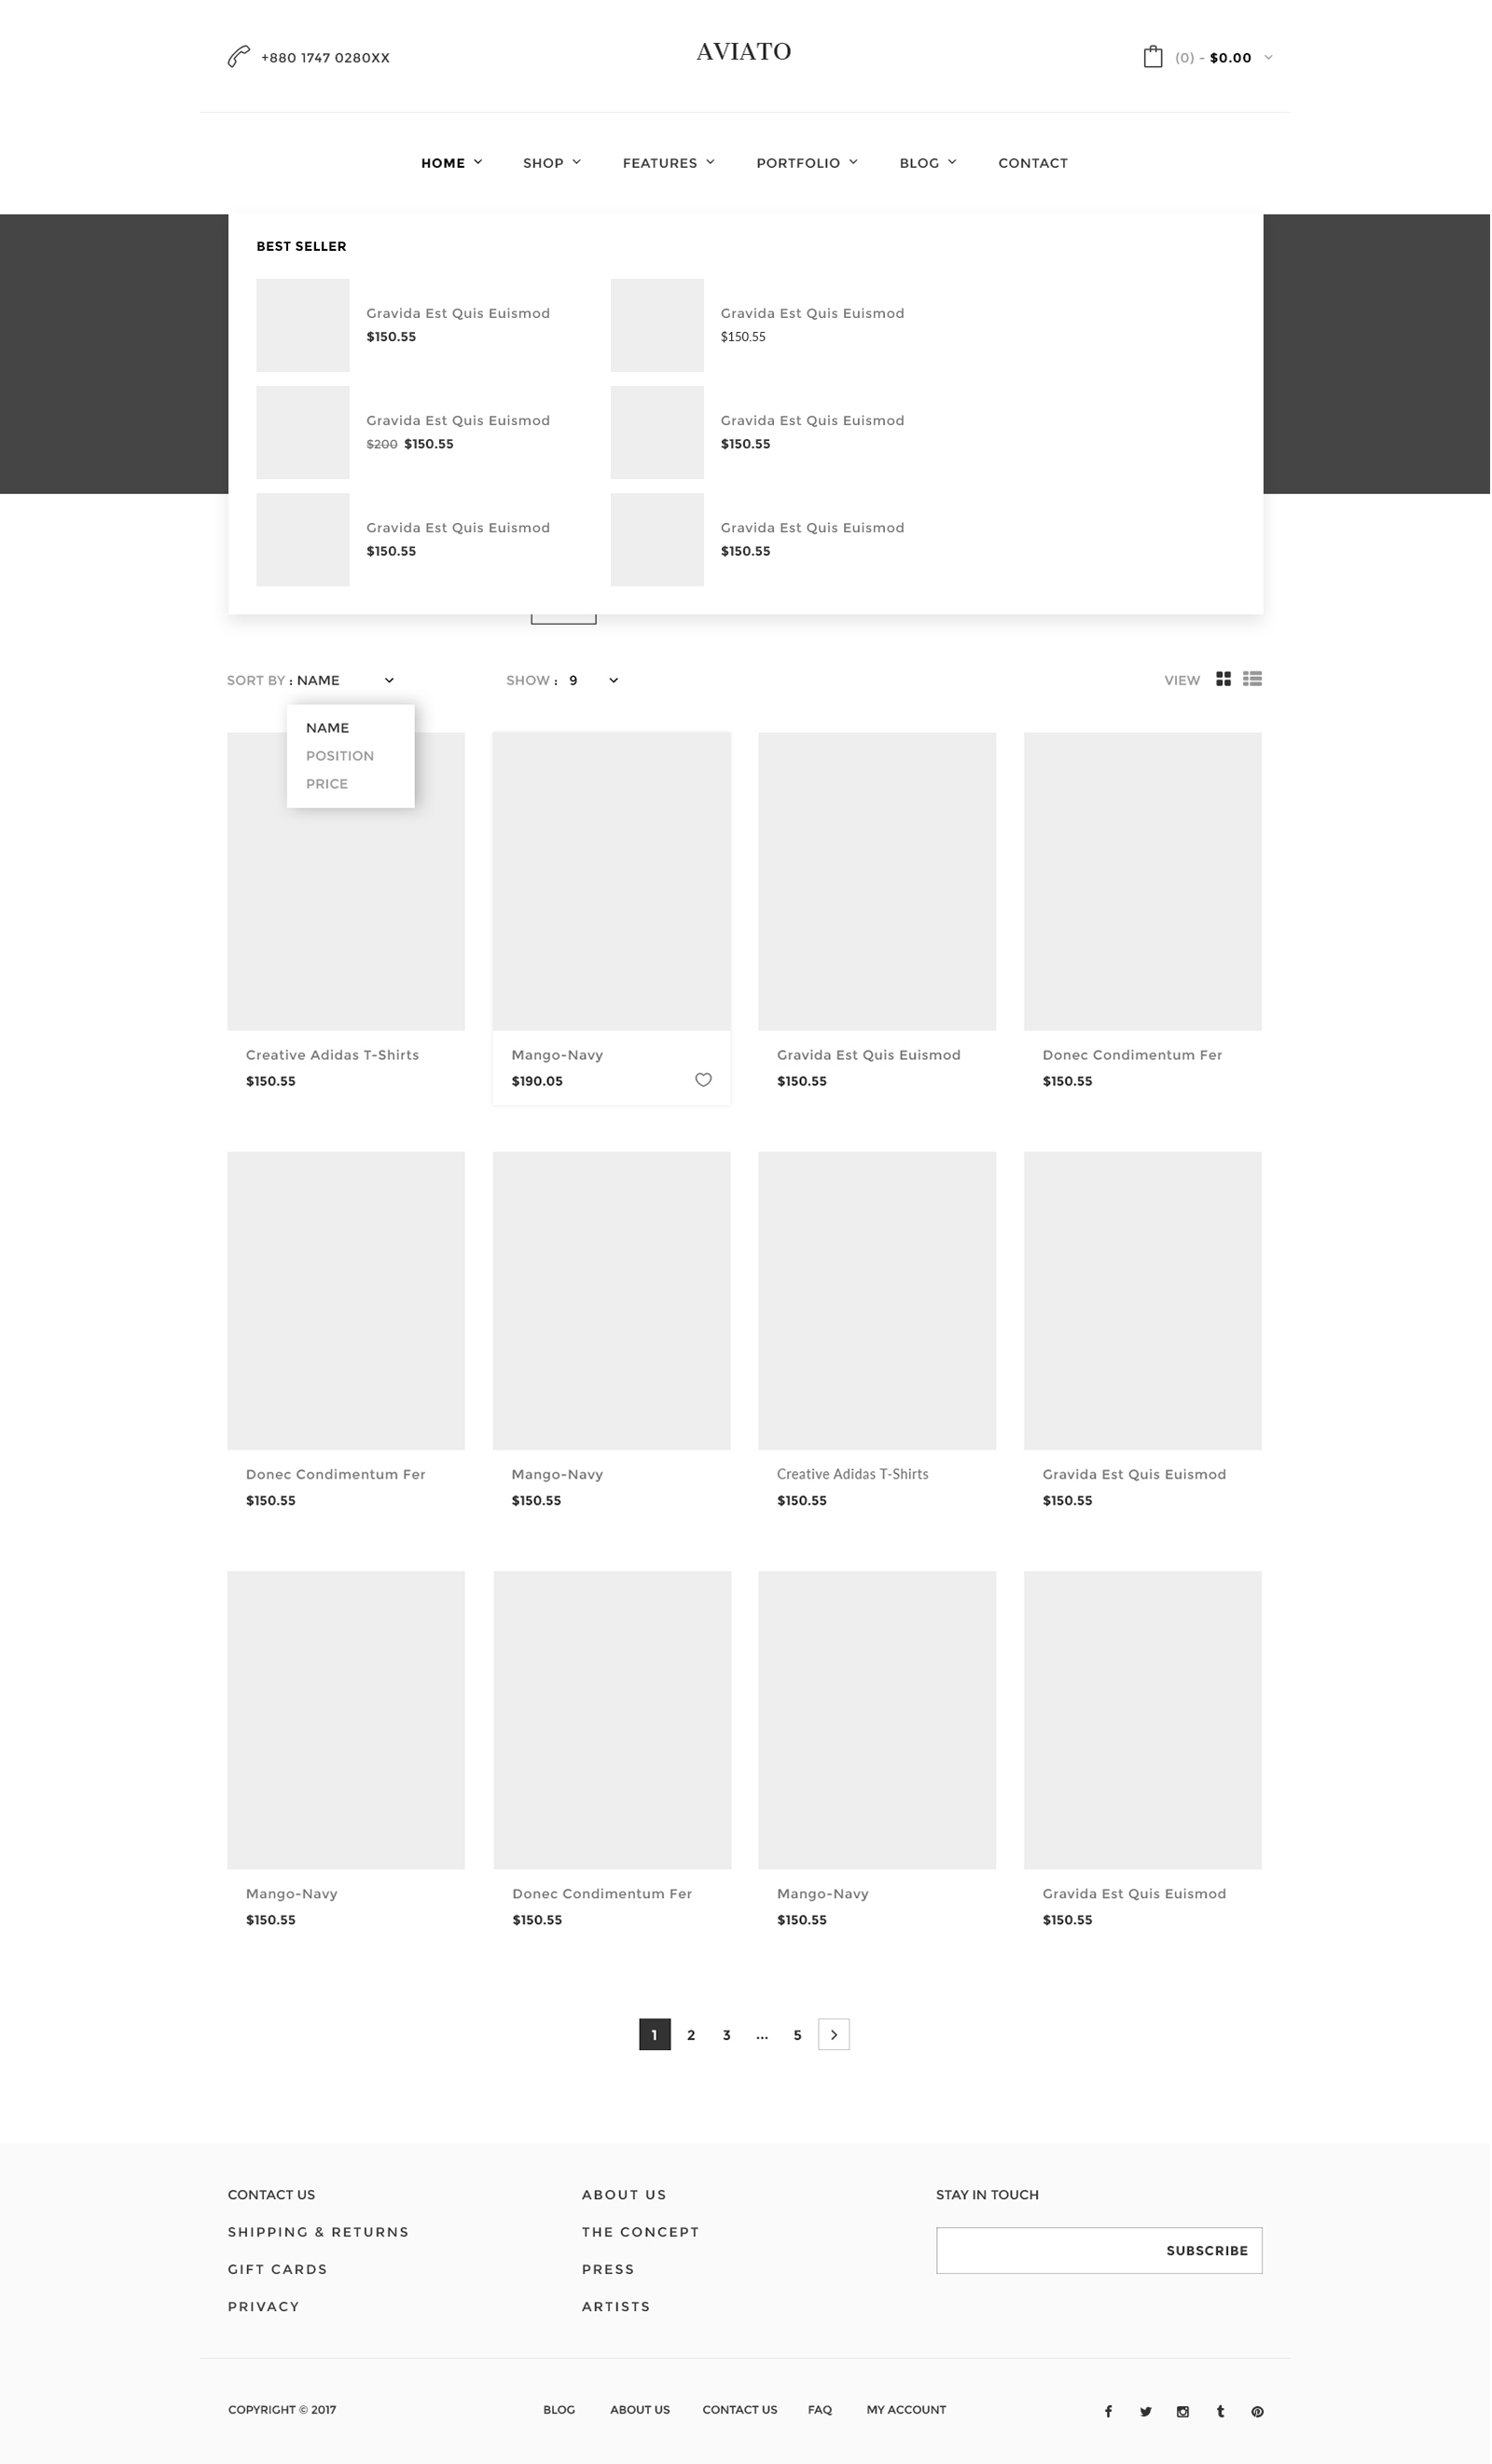 +880 1747 0280XX
AVIATO
(0) - $0.00
HOME SHOP FEATURES PORTFOLIO BLOG CONTACT
BEST SELLER
Gravida Est Quis Euismod
$150.55
Gravida Est Quis Euismod
$150.55
Gravida Est Quis Euismod
$200 $150.55
Gravida Est Quis Euismod
$150.55
Gravida Est Quis Euismod
$150.55
Gravida Est Quis Euismod
$150.55
SORT BY : NAME
SHOW : 9
VIEW
NAME
POSITION
PRICE
Creative Adidas T-Shirts
$150.55
Mango-Navy
$190.05
Gravida Est Quis Euismod
$150.55
Donec Condimentum Fer
$150.55
Donec Condimentum Fer
$150.55
Mango-Navy
$150.55
Creative Adidas T-Shirts
$150.55
Gravida Est Quis Euismod
$150.55
Mango-Navy
$150.55
Donec Condimentum Fer
$150.55
Mango-Navy
$150.55
Gravida Est Quis Euismod
$150.55
1 2 3 ... 5
CONTACT US
SHIPPING & RETURNS
GIFT CARDS
PRIVACY
ABOUT US
THE CONCEPT
PRESS
ARTISTS
STAY IN TOUCH
SUBSCRIBE
COPYRIGHT © 2017
BLOG ABOUT US CONTACT US FAQ MY ACCOUNT